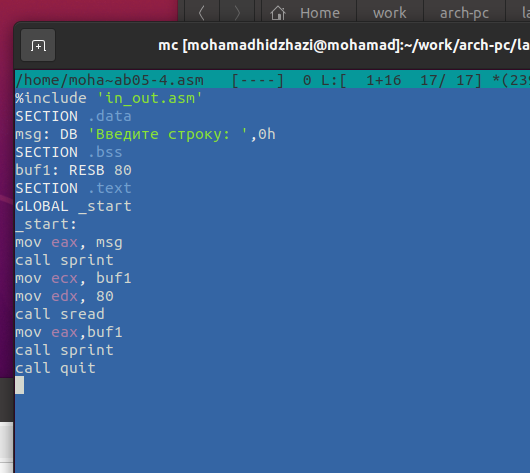 Home work arch-pc
mc [mohamadhidzhazi@mohamad]:~/work/arch-pc/la
/home/moha~ab05-4.asm [----] 0 L:[ 1+16 17/ 17] *(239
%include 'in_out.asm'
SECTION .data
msg: DB 'Введите строку: ',0h
SECTION .bss
buf1: RESB 80
SECTION .text
GLOBAL _start
_start:
mov eax, msg
call sprint
mov ecx, buf1
mov edx, 80
call sread
mov eax,buf1
call sprint
call quit